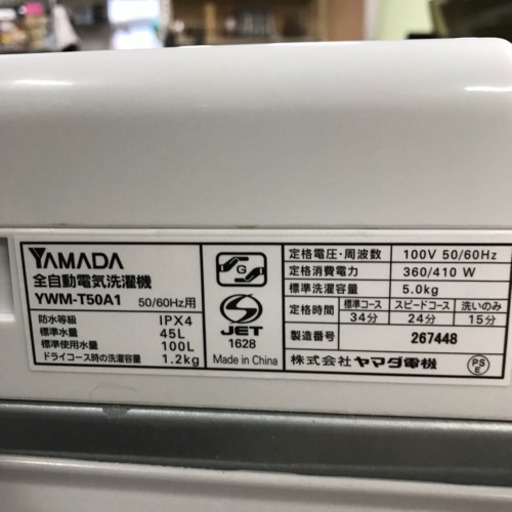 YAMADA
全自動電気洗濯機
YWM-T50A1 50/60Hz用
防水等級 IPX4
標準水量 45L
標準使用水量 100L
ドライコース時の洗濯容量 1.2kg
G
S
JET
1628
Made in China
定格電圧・周波数 100V 50/60Hz
定格消費電力 360/410 W
標準洗濯容量 5.0kg
定格時間 標準コース スピードコース 洗いのみ
34分 24分 15分
製造番号 267448
株式会社 ヤマダ電機
PS
E